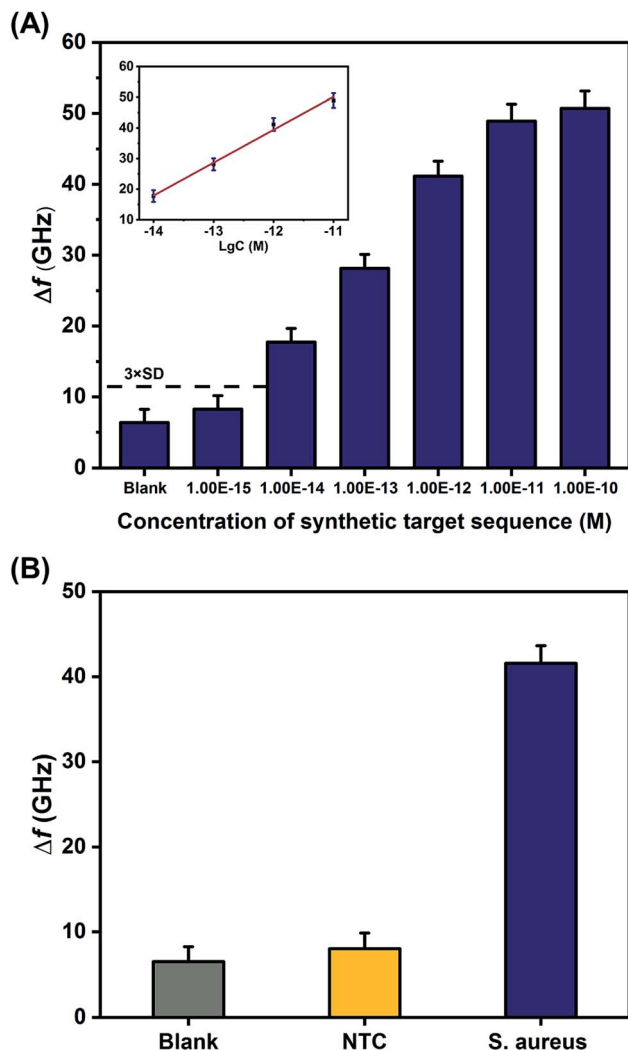 (A)
60
50
40
30
20
10
0
Δf (GHz)
60
50
40
30
20
10
-14 -13 -12 -11
LgC (M)
3×SD
Blank 1.00E-15 1.00E-14 1.00E-13 1.00E-12 1.00E-11 1.00E-10
Concentration of synthetic target sequence (M)
(B)
50
40
30
20
10
0
Δf (GHz)
Blank NTC S. aureus